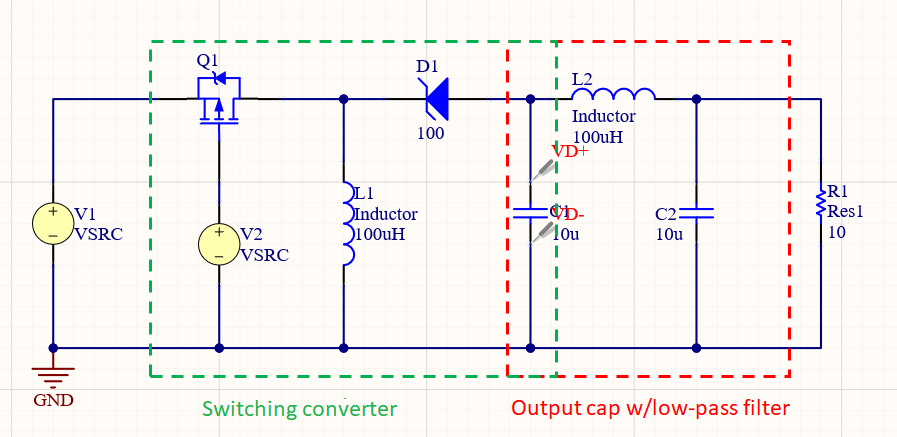 Q1
D1
100
L2
Inductor
100uH
VD+
L1
Inductor
100uH
V1
VSRC
V2
VSRC
C1
VD-
10u
C2
10u
R1
Res1
10
GND
Switching converter
Output cap w/low-pass filter